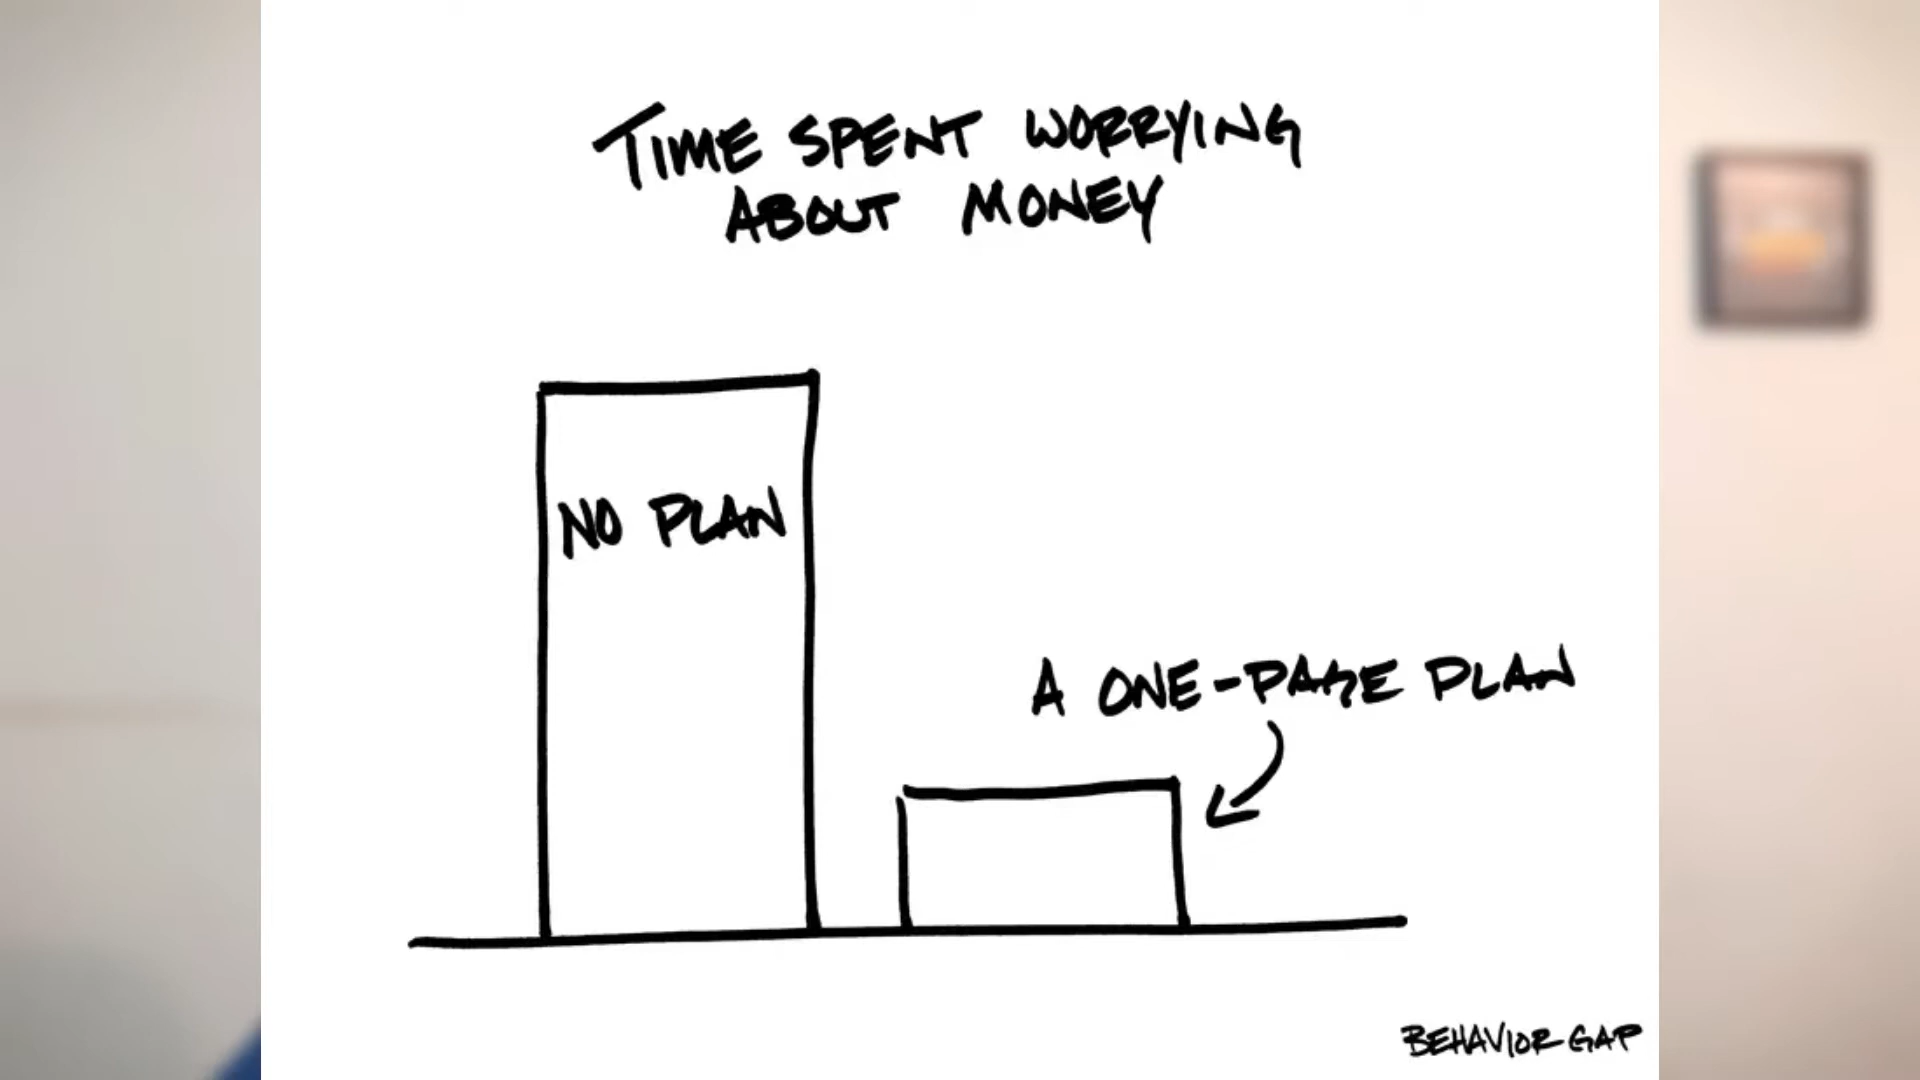 TIME SPENT WORRYING
ABOUT MONEY
NO PLAN
A ONE-PAGE PLAN
BEHAVIOR GAP